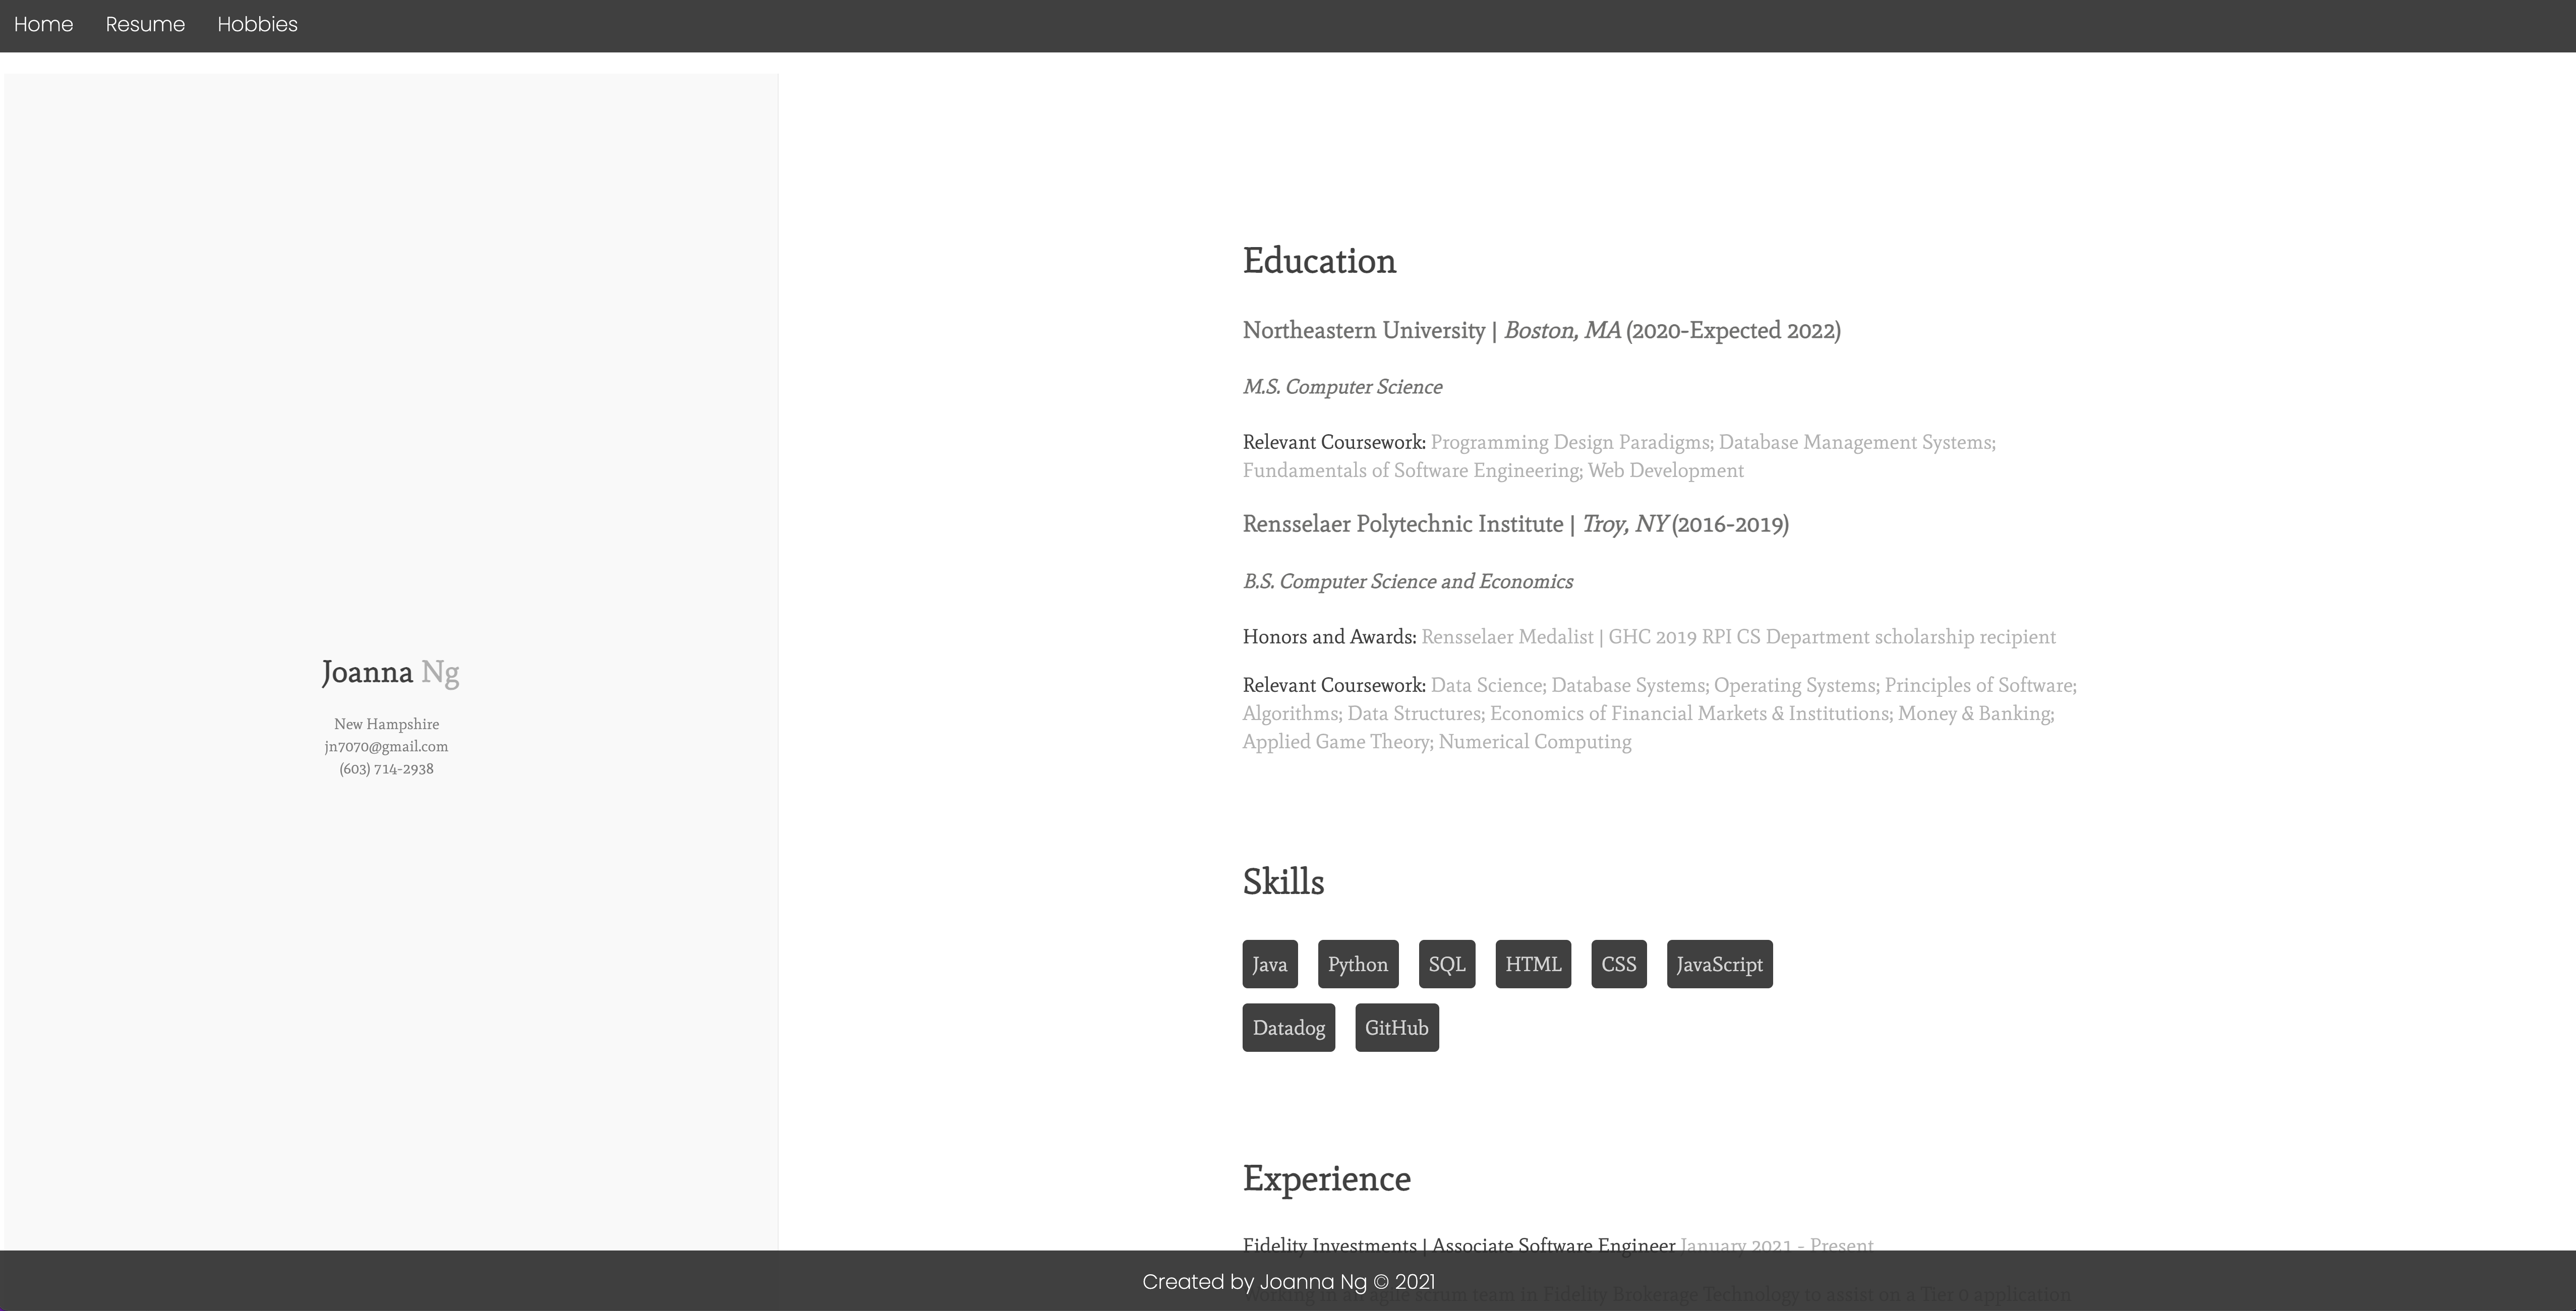 Home Resume Hobbies
Joanna Ng
New Hampshire
jn7070@gmail.com
(603) 714-2938
Education
Northeastern University | Boston, MA (2020-Expected 2022)
M.S. Computer Science
Relevant Coursework: Programming Design Paradigms; Database Management Systems;
Fundamentals of Software Engineering; Web Development
Rensselaer Polytechnic Institute | Troy, NY (2016-2019)
B.S. Computer Science and Economics
Honors and Awards: Rensselaer Medalist | GHC 2019 RPI CS Department scholarship recipient
Relevant Coursework: Data Science; Database Systems; Operating Systems; Principles of Software;
Algorithms; Data Structures; Economics of Financial Markets & Institutions; Money & Banking;
Applied Game Theory; Numerical Computing
Skills
Java Python SQL HTML CSS JavaScript
Datadog GitHub
Experience
Fidelity Investments | Associate Software Engineer January 2021 - Present
team in Fidelity Brokerage Technology to assist on a Tier 0 application
Created by Joanna Ng © 2021